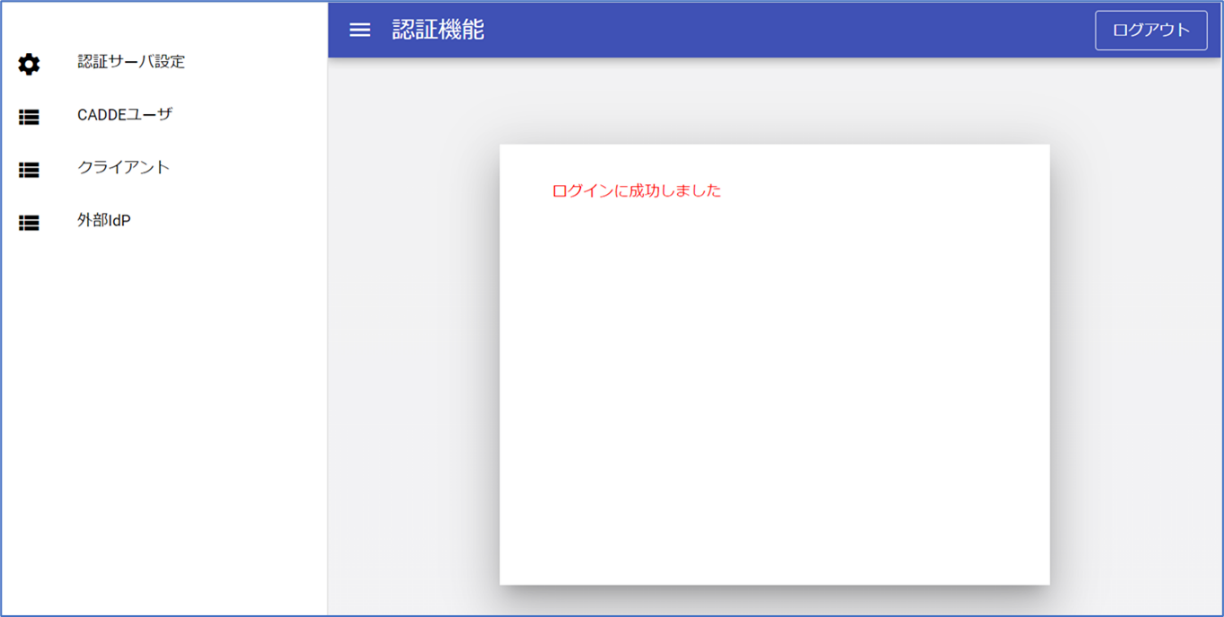 認証機能
ログアウト
認証サーバ設定
CADDEユーザ
クライアント
外部IdP
ログインに成功しました